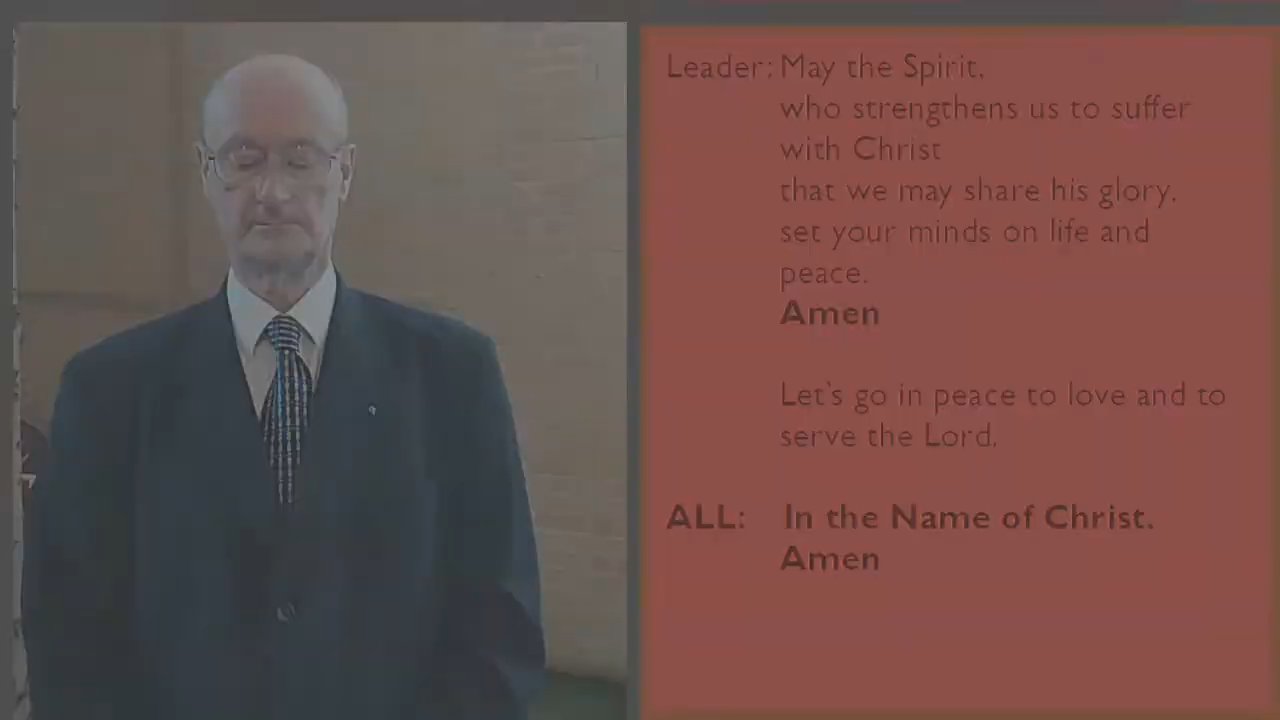 Leader: May the Spirit,
who strengthens us to suffer
with Christ
that we may share his glory,
set your minds on life and
peace.
Amen
Let's go in peace to love and to
serve the Lord.
ALL: In the Name of Christ.
Amen